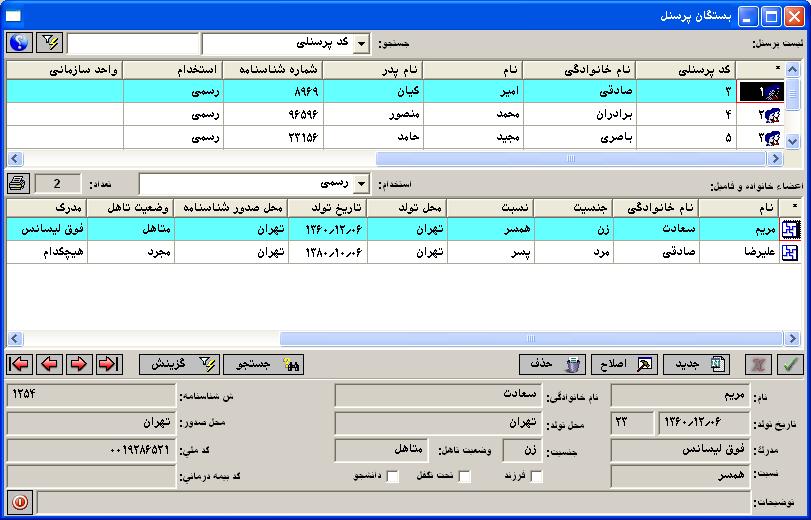 بستگان پرسنل
لیست پرسنل: جستجو: کد پرسنلی
* کد پرسنلی نام خانوادگی نام نام پدر شماره شناسنامه استخدام واحد سازمانی
۱ ۳ صادقی امیر کیان ۸۹۶۹ رسمی
۲ ۴ برادران محمد منصور ۹۶۵۹۶ رسمی
۳ ۵ باصری مجید حامد ۲۳۱۵۶ رسمی
اعضاء خانواده و فامیل: استخدام: رسمی تعداد: 2
* نام نام خانوادگی جنسیت نسبت محل تولد تاریخ تولد محل صدور شناسنامه وضعیت تاهل مدرک
مریم سعادت زن همسر تهران ۱۳۶۰/۱۲/۰۶ تهران متاهل فوق لیسانس
علیرضا صادقی مرد پسر تهران ۱۳۸۰/۱۰/۰۶ تهران مجرد هیچکدام
جدید اصلاح حذف جستجو گزینش
نام: مریم نام خانوادگی: سعادت ش شناسنامه: ۱۲۵۴
تاریخ تولد: ۱۳۶۰/۱۲/۰۶ ۲۳ محل تولد: تهران محل صدور: تهران
مدرک: فوق لیسانس جنسیت: زن وضعیت تاهل: متاهل کد ملی: ۰۰۱۹۲۸۶۵۲۱
نسبت: همسر فرزند تحت تکفل دانشجو کد بیمه درمانی:
توضیحات: